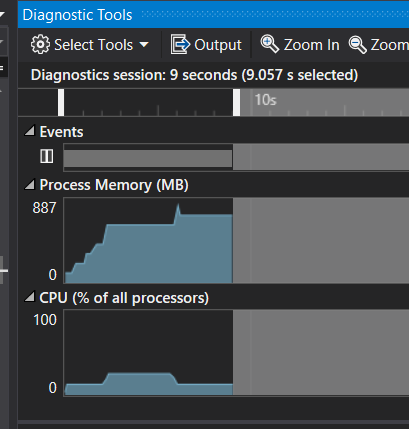 Diagnostic Tools
Select Tools Output Zoom In Zoom
Diagnostics session: 9 seconds (9.057 s selected)
10s
Events
Process Memory (MB)
887
0
CPU (% of all processors)
100
0